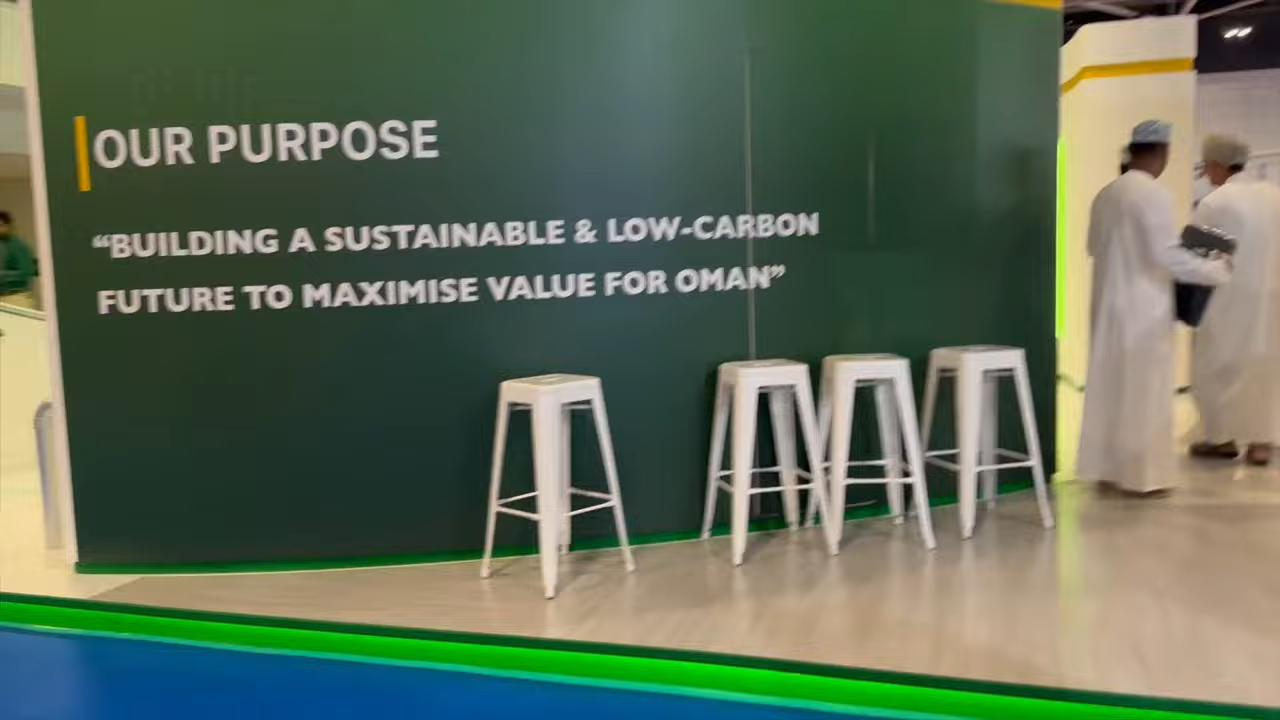 OUR PURPOSE
“BUILDING A SUSTAINABLE & LOW-CARBON
FUTURE TO MAXIMISE VALUE FOR OMAN”